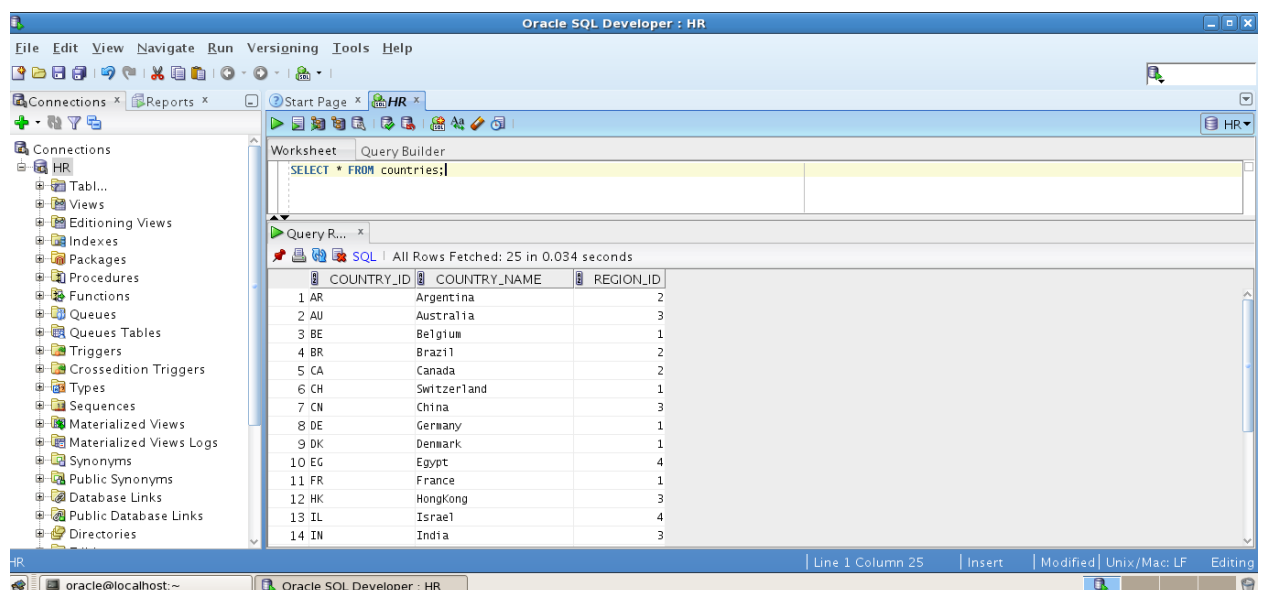 Oracle SQL Developer : HR
File Edit View Navigate Run Versioning Tools Help
Connections Reports
Start Page HR
HR
Connections
HR
Tabl...
Views
Editioning Views
Indexes
Packages
Procedures
Functions
Queues
Queues Tables
Triggers
Crossedition Triggers
Types
Sequences
Materialized Views
Materialized Views Logs
Synonyms
Public Synonyms
Database Links
Public Database Links
Directories
Worksheet Query Builder
SELECT * FROM countries;
Query R...
SQL All Rows Fetched: 25 in 0.034 seconds
COUNTRY_ID COUNTRY_NAME REGION_ID
1 AR Argentina 2
2 AU Australia 3
3 BE Belgium 1
4 BR Brazil 2
5 CA Canada 2
6 CH Switzerland 1
7 CN China 3
8 DE Germany 1
9 DK Denmark 1
10 EG Egypt 4
11 FR France 1
12 HK HongKong 3
13 IL Israel 4
14 IN India 3
HR Line 1 Column 25 Insert Modified Unix/Mac: LF Editing
oracle@localhost:~ Oracle SQL Developer : HR